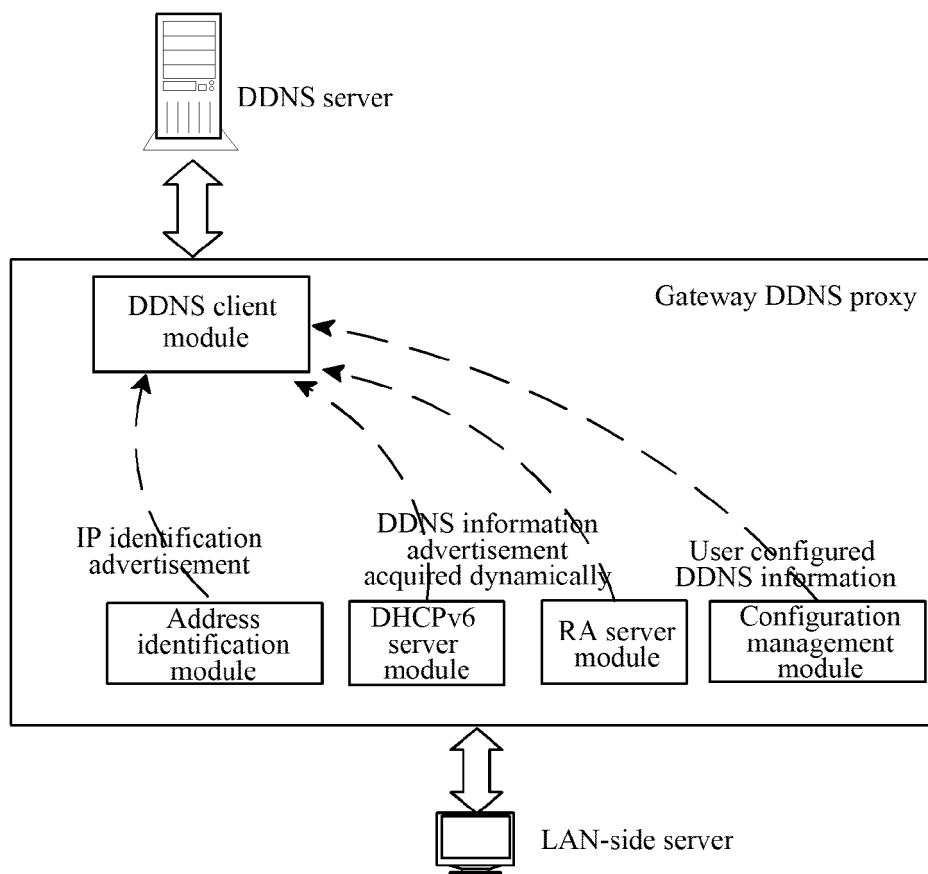 DDNS server
Gateway DDNS proxy
DDNS client
module
IP identification
advertisement
DDNS information
advertisement
acquired dynamically
User configured
DDNS information
Address
identification
module
DHCPv6
server
module
RA server
module
Configuration
management
module
LAN-side server